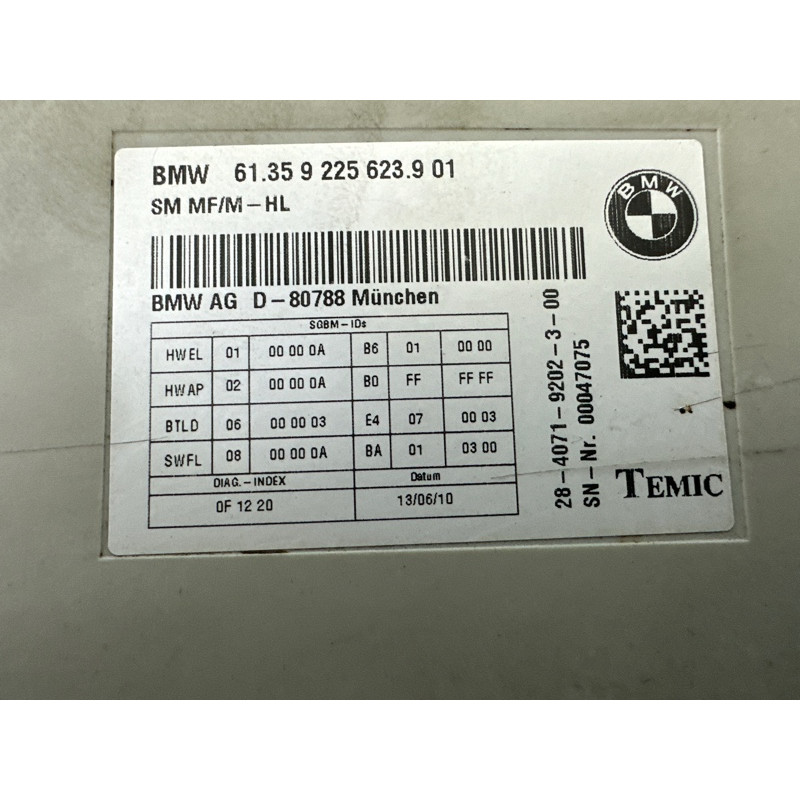 BMW 61.35 9 225 623.9 01
SM MF/M-HL
BMW
BMW AG D-80788 München
SGBM-IDs
HWEL 01 00 00 0A B6 01 00 00
HWAP 02 00 00 0A B0 FF FF FF
BTLD 06 00 00 03 E4 07 00 03
SWFL 08 00 00 0A BA 01 03 00
DIAG.-INDEX Datum
0F 12 20 13/06/10
28-4071-9202-3-00
SN-Nr. 00047075
TEMIC